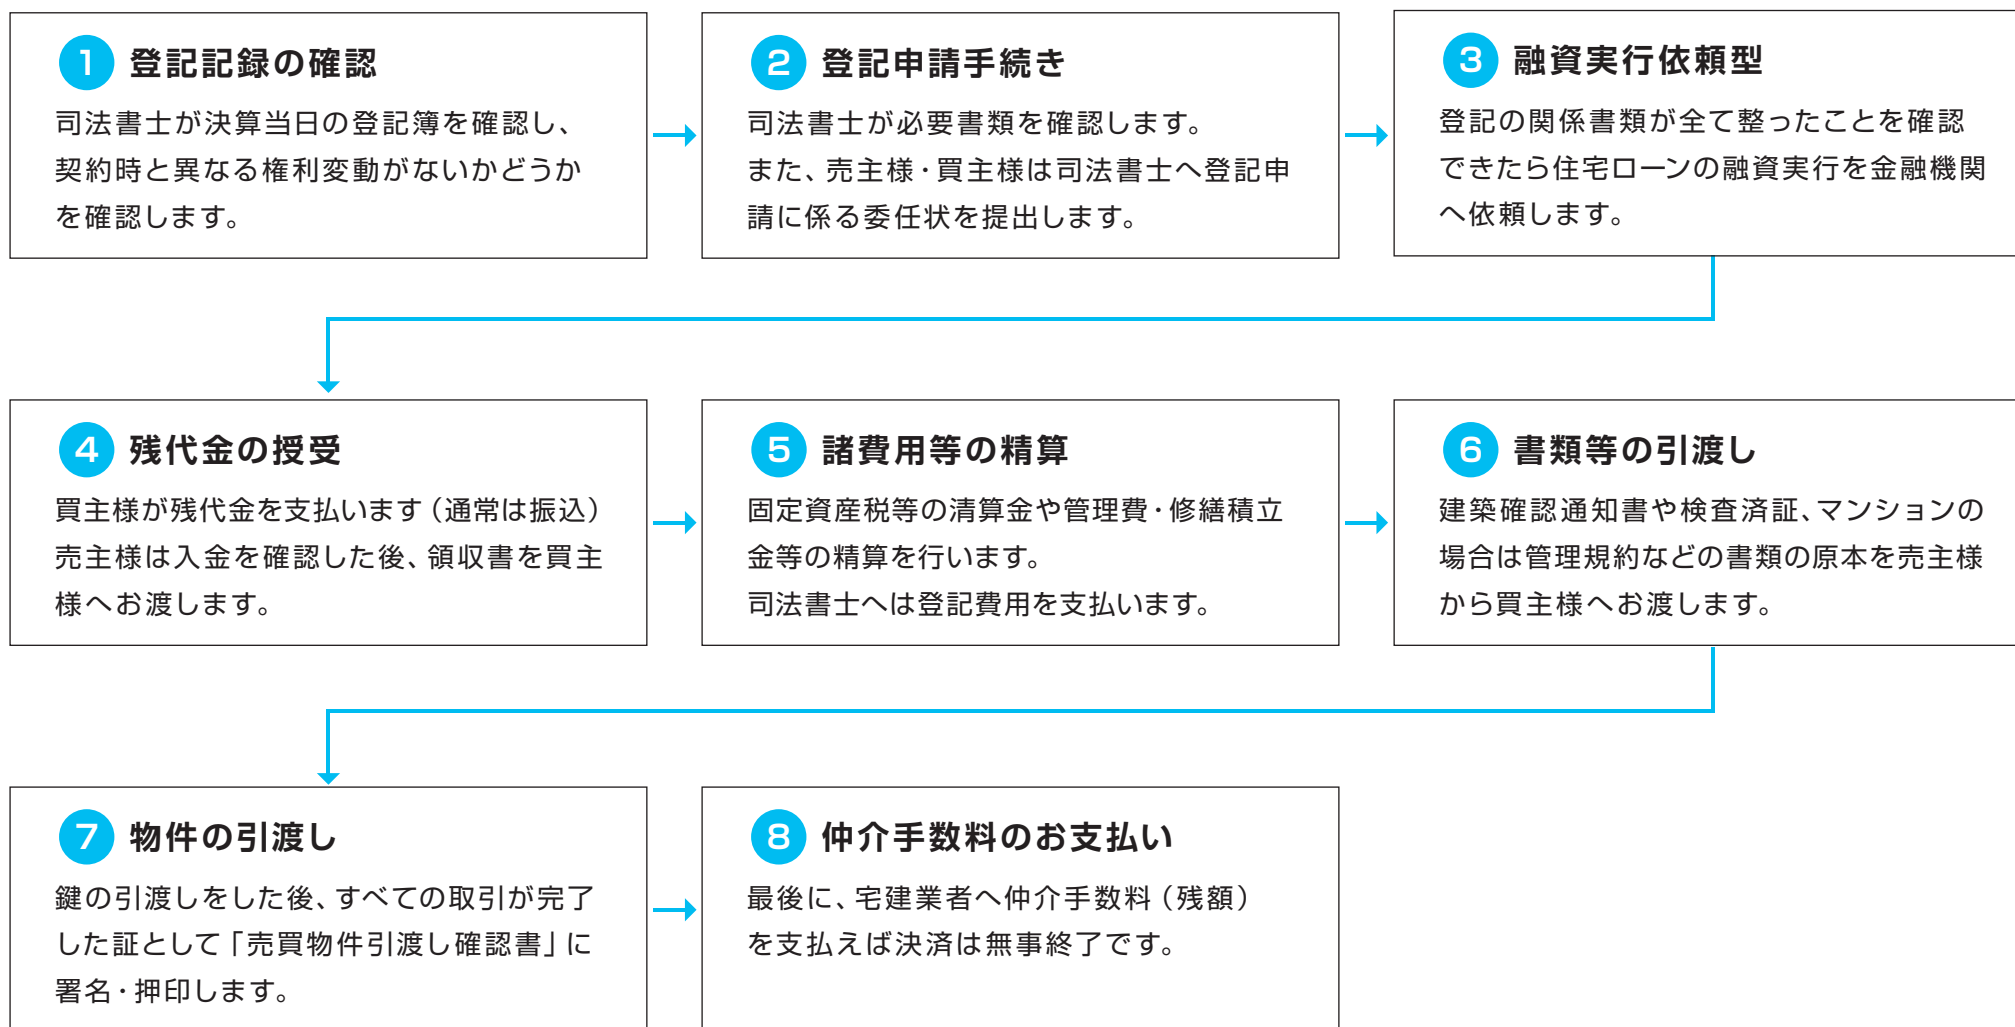 1 登記記録の確認
司法書士が決算当日の登記簿を確認し、
契約時と異なる権利変動がないかどうか
を確認します。
2 登記申請手続き
司法書士が必要書類を確認します。
また、売主様・買主様は司法書士へ登記申
請に係る委任状を提出します。
3 融資実行依頼型
登記の関係書類が全て整ったことを確認
できたら住宅ローンの融資実行を金融機関
へ依頼します。
4 残代金の授受
買主様が残代金を支払います（通常は振込）
売主様は入金を確認した後、領収書を買主
様へお渡します。
5 諸費用等の精算
固定資産税等の清算金や管理費・修繕積立
金等の精算を行います。
司法書士へは登記費用を支払います。
6 書類等の引渡し
建築確認通知書や検査済証、マンションの
場合は管理規約などの書類の原本を売主様
から買主様へお渡します。
7 物件の引渡し
鍵の引渡しをした後、すべての取引が完了
した証として「売買物件引渡し確認書」に
署名・押印します。
8 仲介手数料のお支払い
最後に、宅建業者へ仲介手数料（残額）
を支払えば決済は無事終了です。